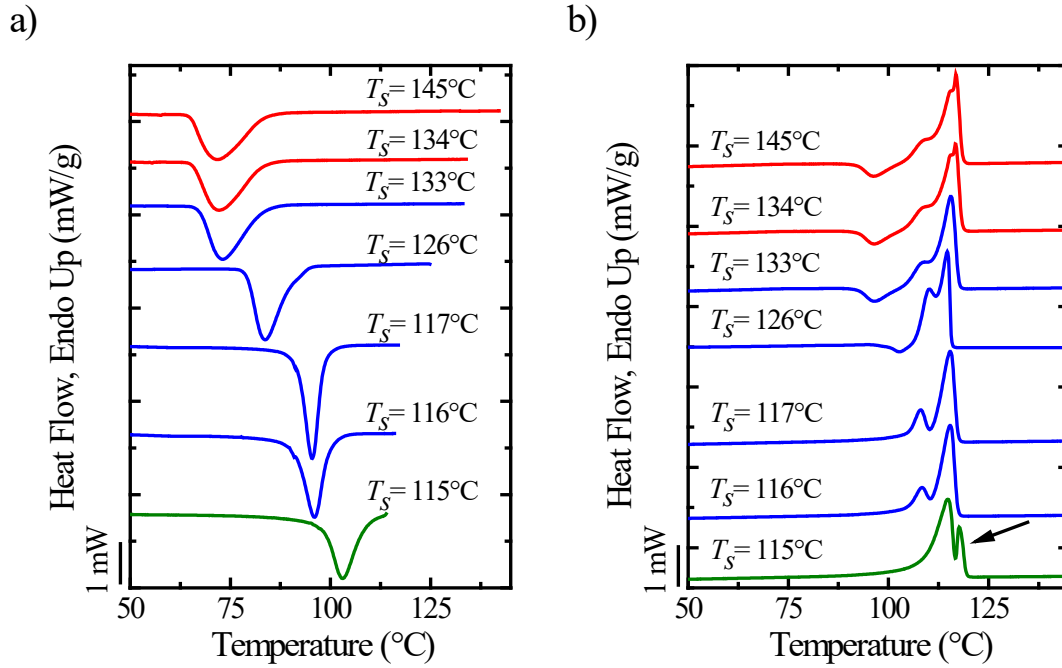 a)
Heat Flow, Endo Up (mW/g)
1 mW
Ts= 145°C
Ts= 134°C
Ts= 133°C
Ts= 126°C
Ts= 117°C
Ts= 116°C
Ts= 115°C
50 75 100 125
Temperature (°C)
b)
Heat Flow, Endo Up (mW/g)
1 mW
Ts= 145°C
Ts= 134°C
Ts= 133°C
Ts= 126°C
Ts= 117°C
Ts= 116°C
Ts= 115°C
50 75 100 125
Temperature (°C)